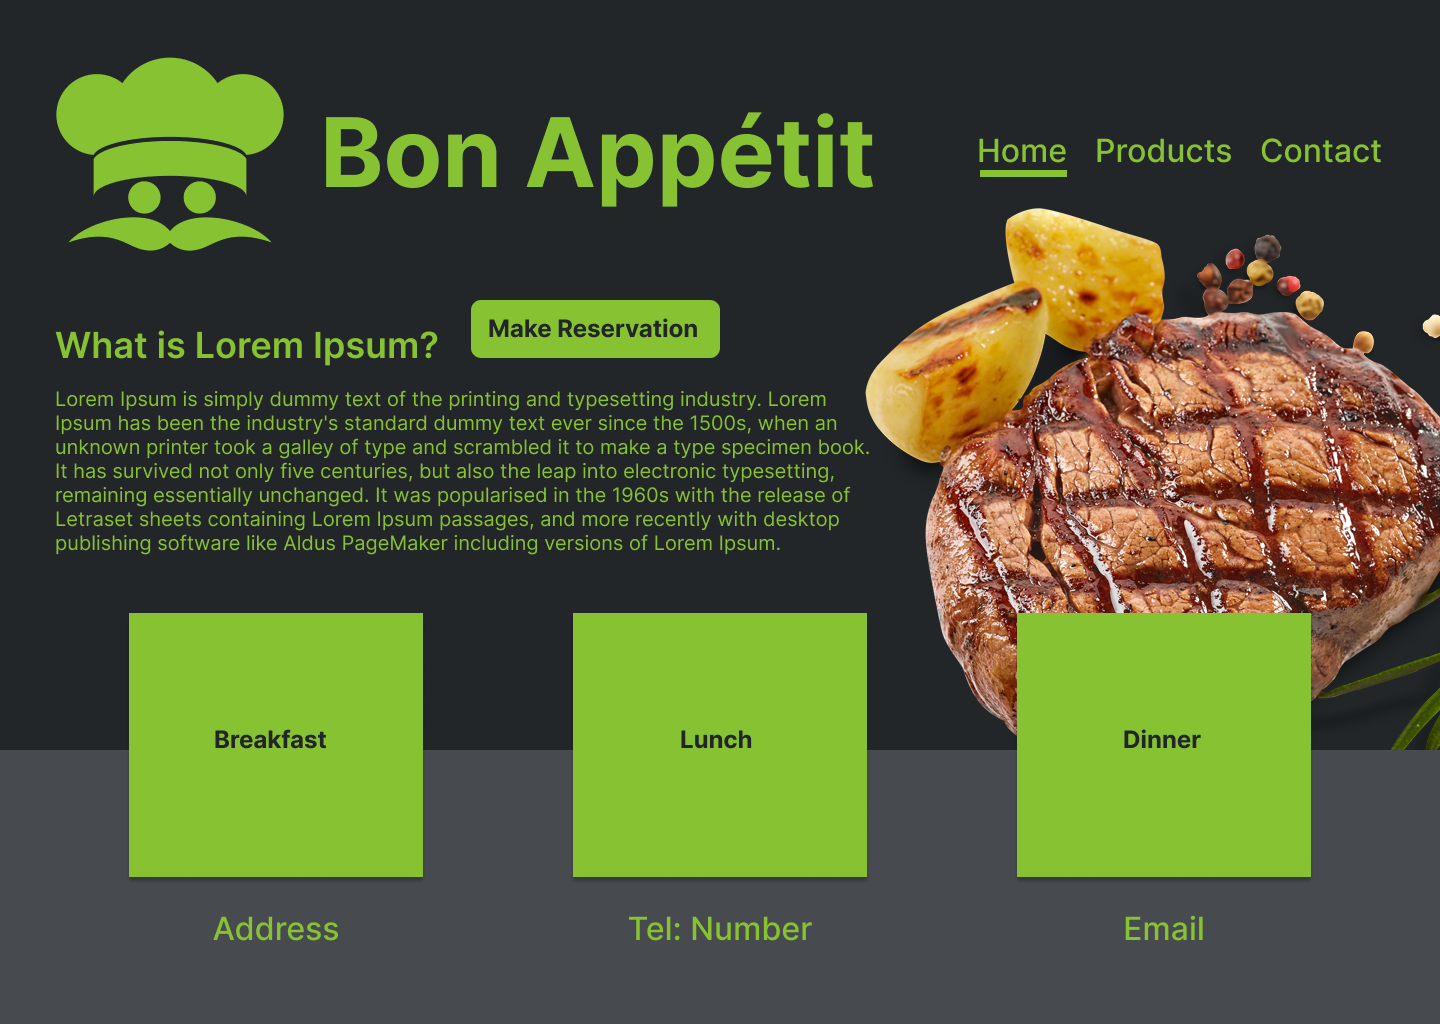 Bon Appétit
Home Products Contact
What is Lorem Ipsum?
Make Reservation
Lorem Ipsum is simply dummy text of the printing and typesetting industry. Lorem
Ipsum has been the industry's standard dummy text ever since the 1500s, when an
unknown printer took a galley of type and scrambled it to make a type specimen book.
It has survived not only five centuries, but also the leap into electronic typesetting,
remaining essentially unchanged. It was popularised in the 1960s with the release of
Letraset sheets containing Lorem Ipsum passages, and more recently with desktop
publishing software like Aldus PageMaker including versions of Lorem Ipsum.
Breakfast
Lunch
Dinner
Address
Tel: Number
Email